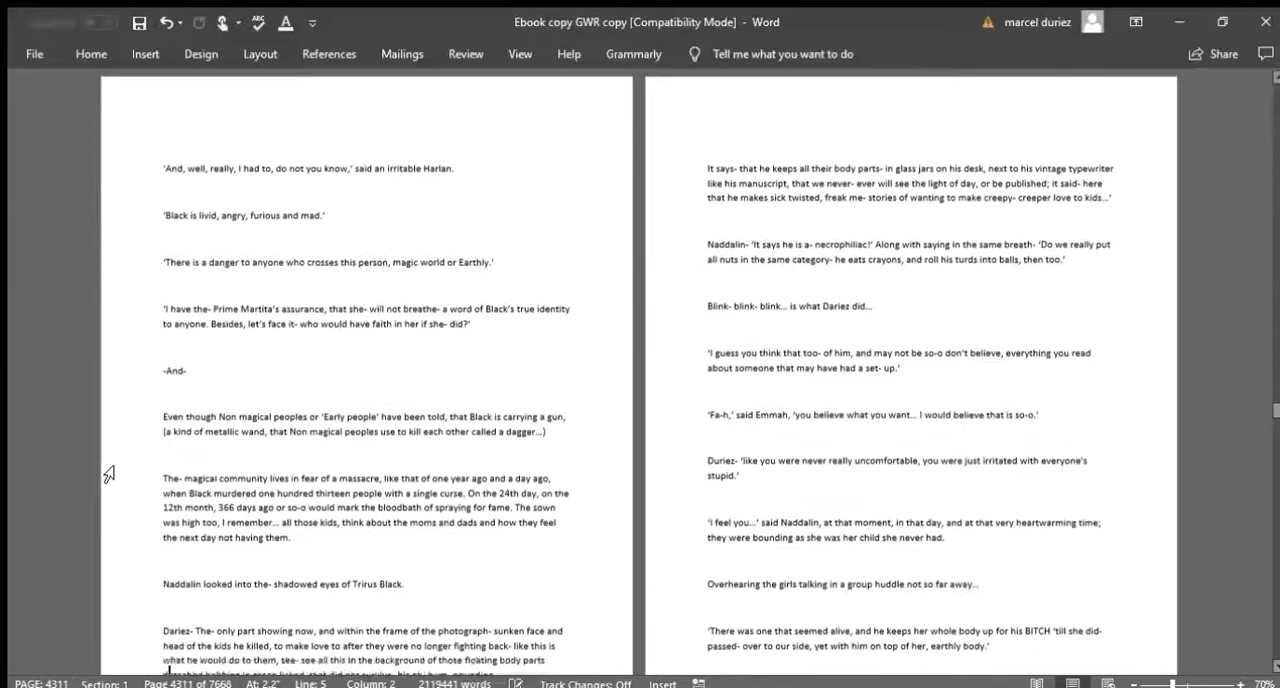 Ebook copy GWR copy [Compatibility Mode] - Word
marcel duriez
File Home Insert Design Layout References Mailings Review View Help Grammarly Tell me what you want to do Share
'And, well, really, I had to, do not you know,' said an irritable Harlan.
'Black is livid, angry, furious and mad.'
'There is a danger to anyone who crosses this person, magic world or Earthly.'
'I have the- Prime Martita's assurance, that she- will not breathe- a word of Black's true identity
to anyone. Besides, let's face it- who would have faith in her if she- did?'
-And-
Even though Non magical peoples or 'Early people' have been told, that Black is carrying a gun,
(a kind of metallic wand, that Non magical peoples use to kill each other called a dagger...)
The- magical community lives in fear of a massacre, like that of one year ago and a day ago,
when Black murdered one hundred thirteen people with a single curse. On the 24th day, on the
12th month, 366 days ago or so-o would mark the bloodbath of spraying for fame. The sown
was high too, I remember... all those kids, think about the moms and dads and how they feel
the next day not having them.
Naddalin looked into the- shadowed eyes of Trirus Black.
Dariez- The- only part showing now, and within the frame of the photograph- sunken face and
head of the kids he killed, to make love to after they were no longer fighting back- like this is
what he would do to them, see- see all this in the background of those floating body parts
It says- that he keeps all their body parts- in glass jars on his desk, next to his vintage typewriter
like his manuscript, that we never- ever will see the light of day, or be published; it said- here
that he makes sick twisted, freak me- stories of wanting to make creepy- creeper love to kids...'
Naddalin- 'It says he is a- necrophiliac!' Along with saying in the same breath- 'Do we really put
all nuts in the same category- he eats crayons, and roll his turds into balls, then too.'
Blink- blink- blink... is what Dariez did...
'I guess you think that too- of him, and may not be so-o don't believe, everything you read
about someone that may have had a set- up.'
'Fa-h,' said Emmah, 'you believe what you want... I would believe that is so-o.'
Duriez- 'like you were never really uncomfortable, you were just irritated with everyone's
stupid.'
'I feel you...' said Naddalin, at that moment, in that day, and at that very heartwarming time;
they were bounding as she was her child she never had.
Overhearing the girls talking in a group huddle not so far away...
'There was one that seemed alive, and he keeps her whole body up for his BITCH 'till she did-
passed- over to our side, yet with him on top of her, earthly body.'
PAGE: 4311 Section: 1 Page 4311 of 7668 At: 2.2" Line: 5 Column: 2 2119441 words Track Changes: Off Insert 70%